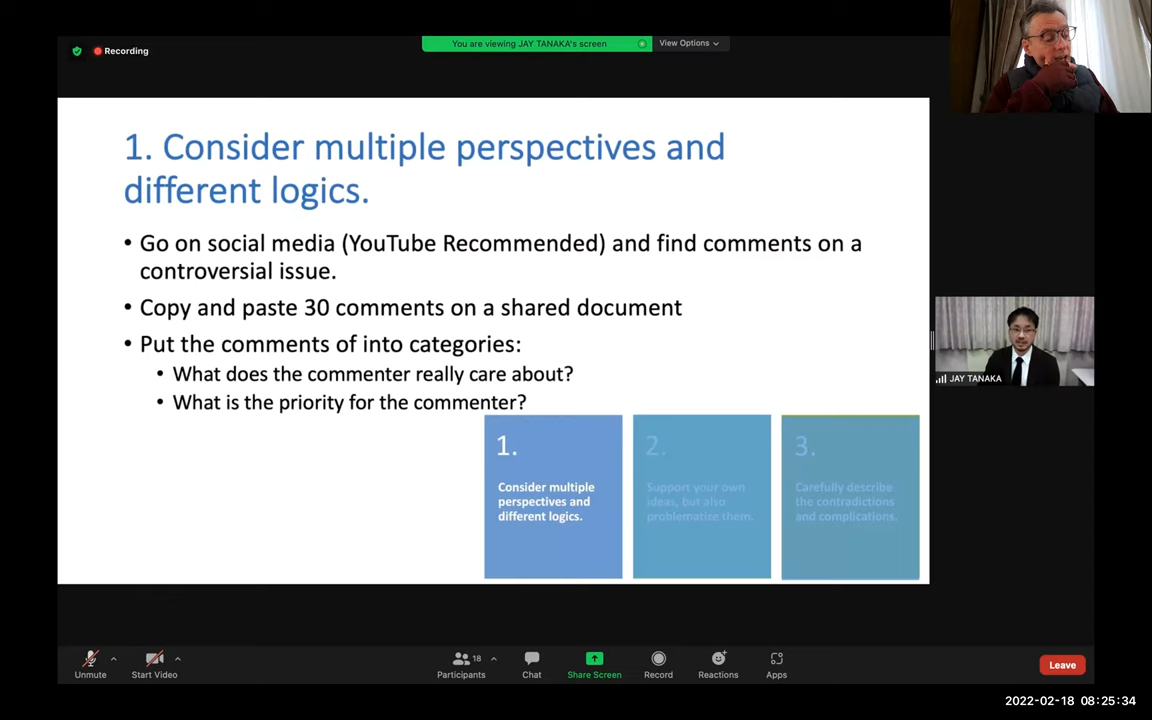 Recording
You are viewing JAY TANAKA's screen
View Options
1. Consider multiple perspectives and
different logics.
• Go on social media (YouTube Recommended) and find comments on a
controversial issue.
• Copy and paste 30 comments on a shared document
• Put the comments of into categories:
• What does the commenter really care about?
• What is the priority for the commenter?
1.
Consider multiple
perspectives and
different logics.
2.
Support your own
ideas, but also
problematize them.
3.
Carefully describe
the contradictions
and complications.
JAY TANAKA
Unmute
Start Video
18
Participants
Chat
Share Screen
Record
Reactions
Apps
Leave
2022-02-18 08:25:34